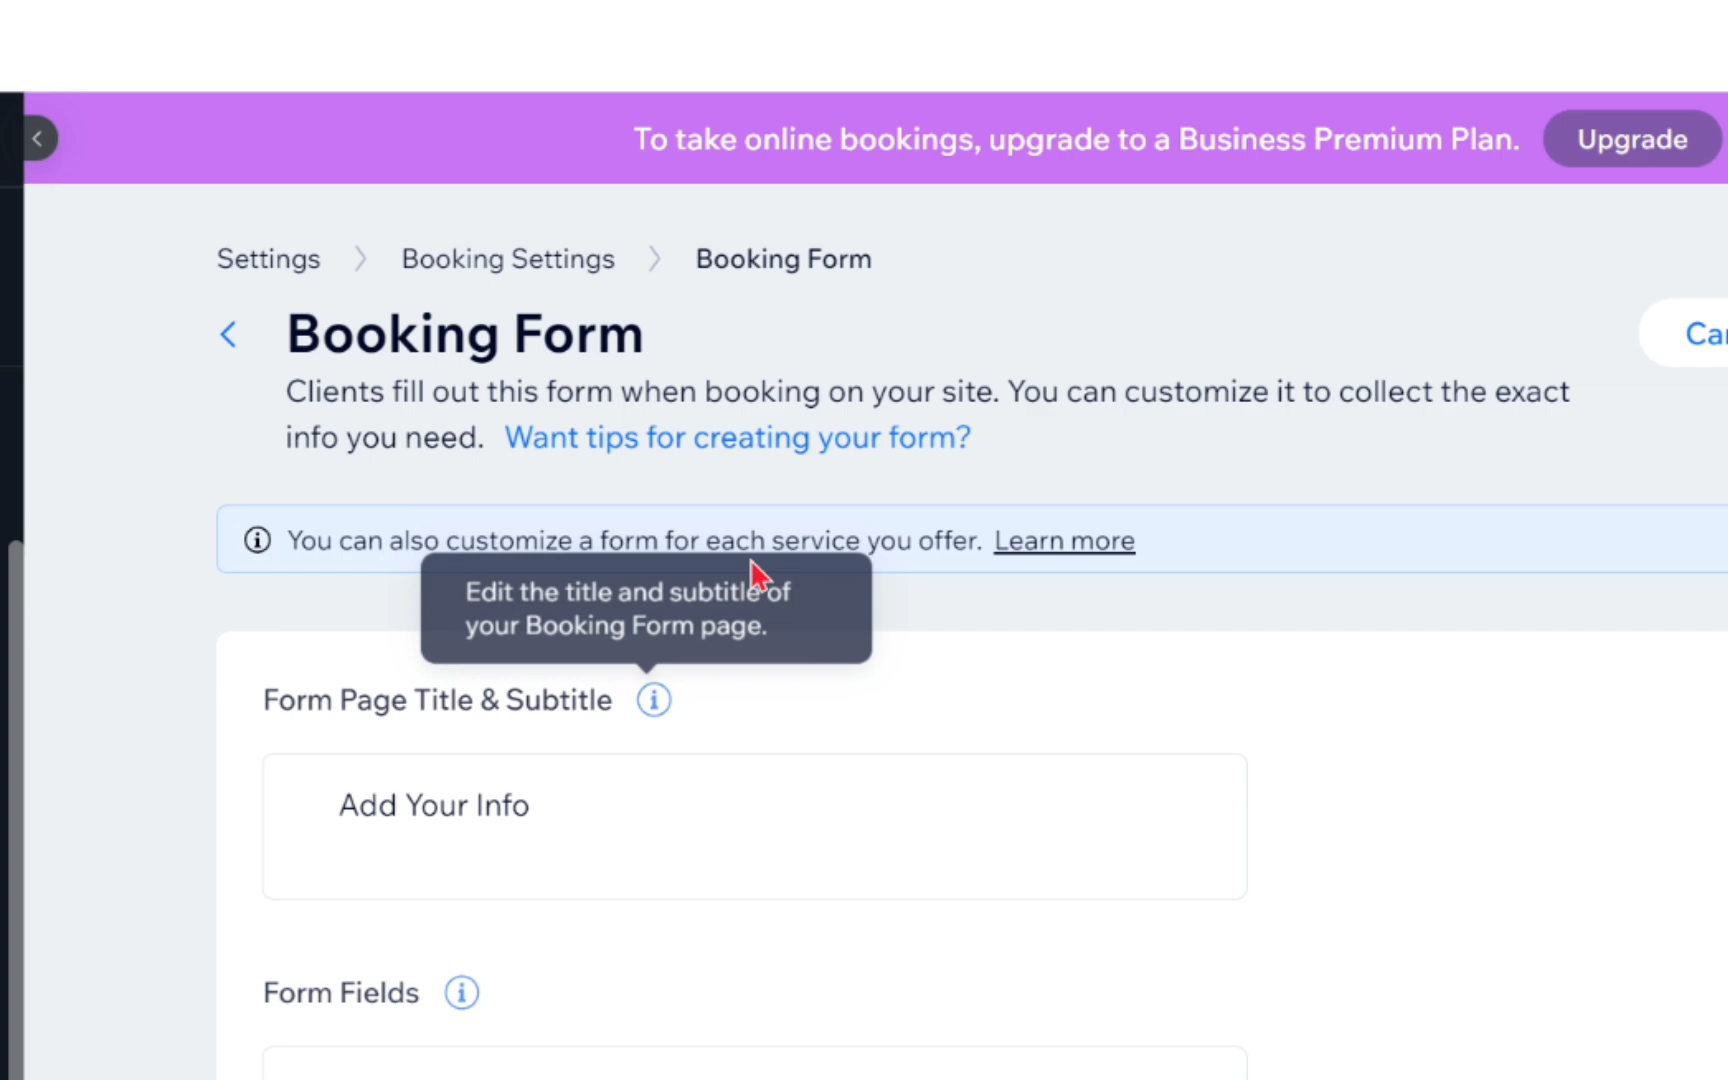 To take online bookings, upgrade to a Business Premium Plan. Upgrade
Settings Booking Settings Booking Form
Booking Form
Clients fill out this form when booking on your site. You can customize it to collect the exact
info you need. Want tips for creating your form?
You can also customize a form for each service you offer. Learn more
Edit the title and subtitle of
your Booking Form page.
Form Page Title & Subtitle
Add Your Info
Form Fields